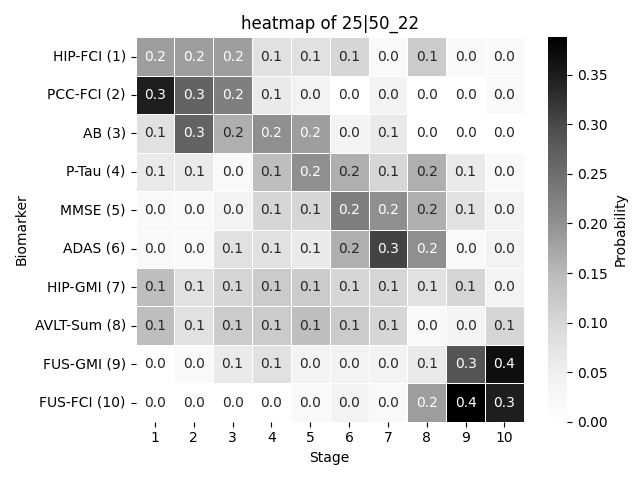 heatmap of 25|50_22
HIP-FCI (1) 0.2 0.2 0.2 0.1 0.1 0.1 0.0 0.1 0.0 0.0
PCC-FCI (2) 0.3 0.3 0.2 0.1 0.0 0.0 0.0 0.0 0.0 0.0
AB (3) 0.1 0.3 0.2 0.2 0.2 0.0 0.1 0.0 0.0 0.0
P-Tau (4) 0.1 0.1 0.0 0.1 0.2 0.2 0.1 0.2 0.1 0.0
MMSE (5) 0.0 0.0 0.0 0.1 0.1 0.2 0.2 0.2 0.1 0.0
ADAS (6) 0.0 0.0 0.1 0.1 0.1 0.2 0.3 0.2 0.0 0.0
HIP-GMI (7) 0.1 0.1 0.1 0.1 0.1 0.1 0.1 0.1 0.1 0.0
AVLT-Sum (8) 0.1 0.1 0.1 0.1 0.1 0.1 0.1 0.0 0.0 0.1
FUS-GMI (9) 0.0 0.0 0.1 0.1 0.0 0.0 0.0 0.1 0.3 0.4
FUS-FCI (10) 0.0 0.0 0.0 0.0 0.0 0.0 0.0 0.2 0.4 0.3
1 2 3 4 5 6 7 8 9 10
Stage
Biomarker
0.35
0.30
0.25
0.20
0.15
0.10
0.05
0.00
Probability